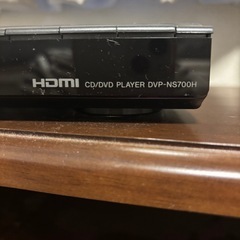 HDMI CD/DVD PLAYER DVP-NS700H